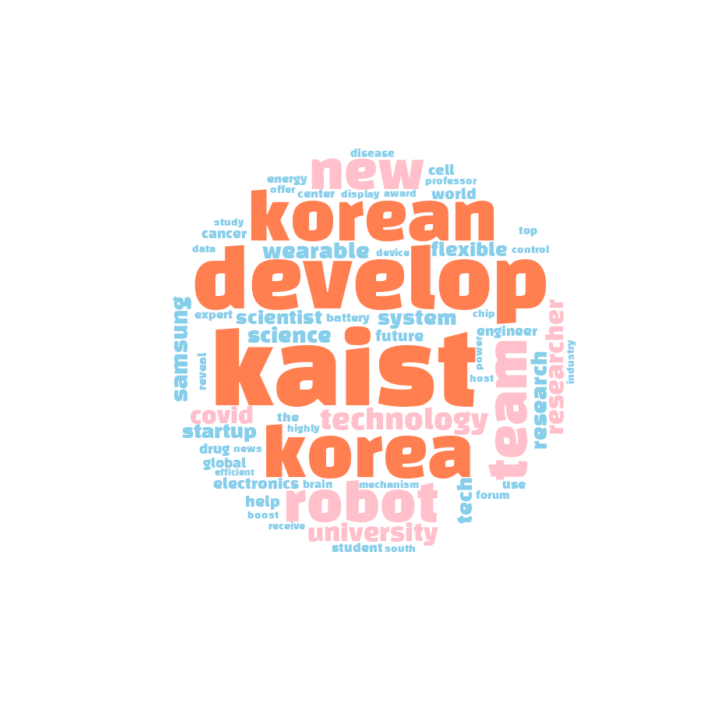 disease
new
cell
energy
professor
offer
center
display
award
world
korean
study
cancer
top
data
wearable
device
flexible
control
develop
samsung
expert
scientist
battery
system
chip
science
future
engineer
researcher
reveal
kaist
power
host
team
research
industry
covid
the
technology
startup
highly
drug
news
korea
global
efficient
electronics
brain
mechanism
tech
use
forum
help
robot
boost
receive
university
student
south